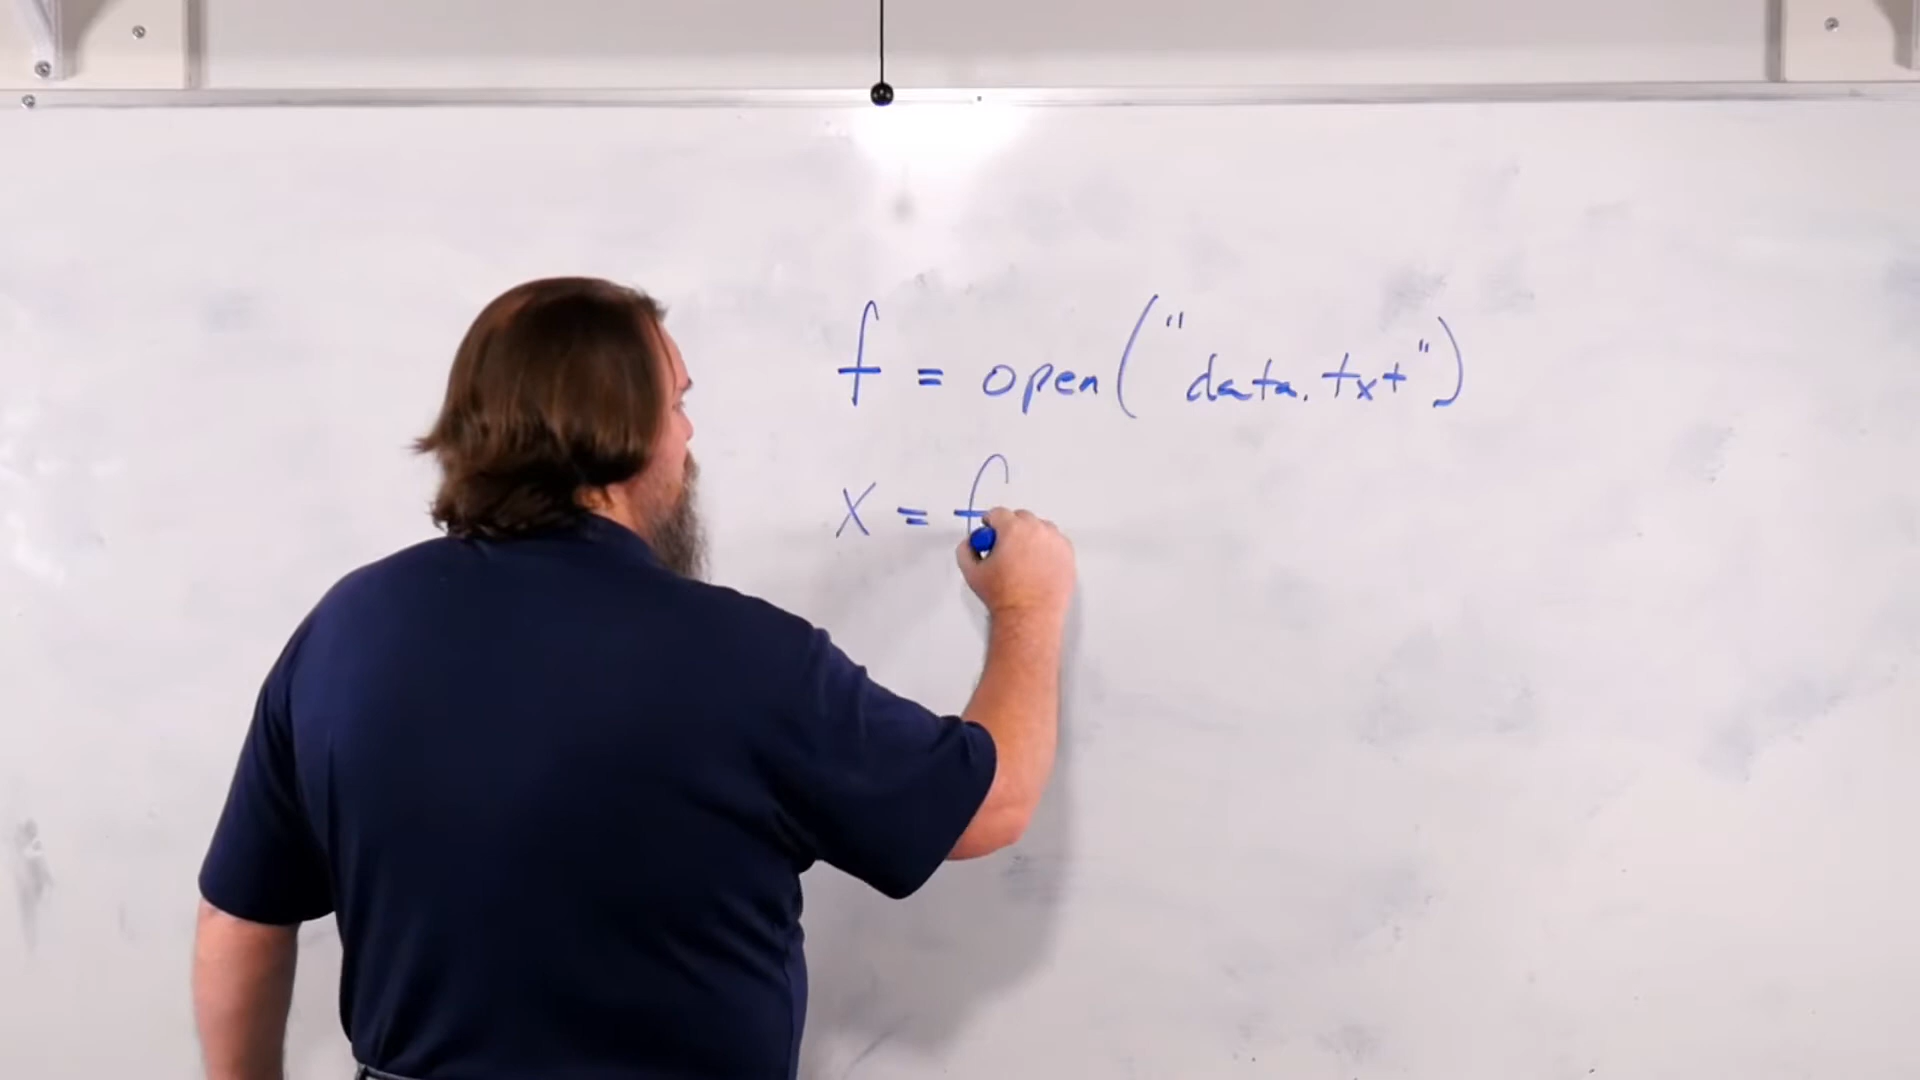 f = open("data.txt")
x = f